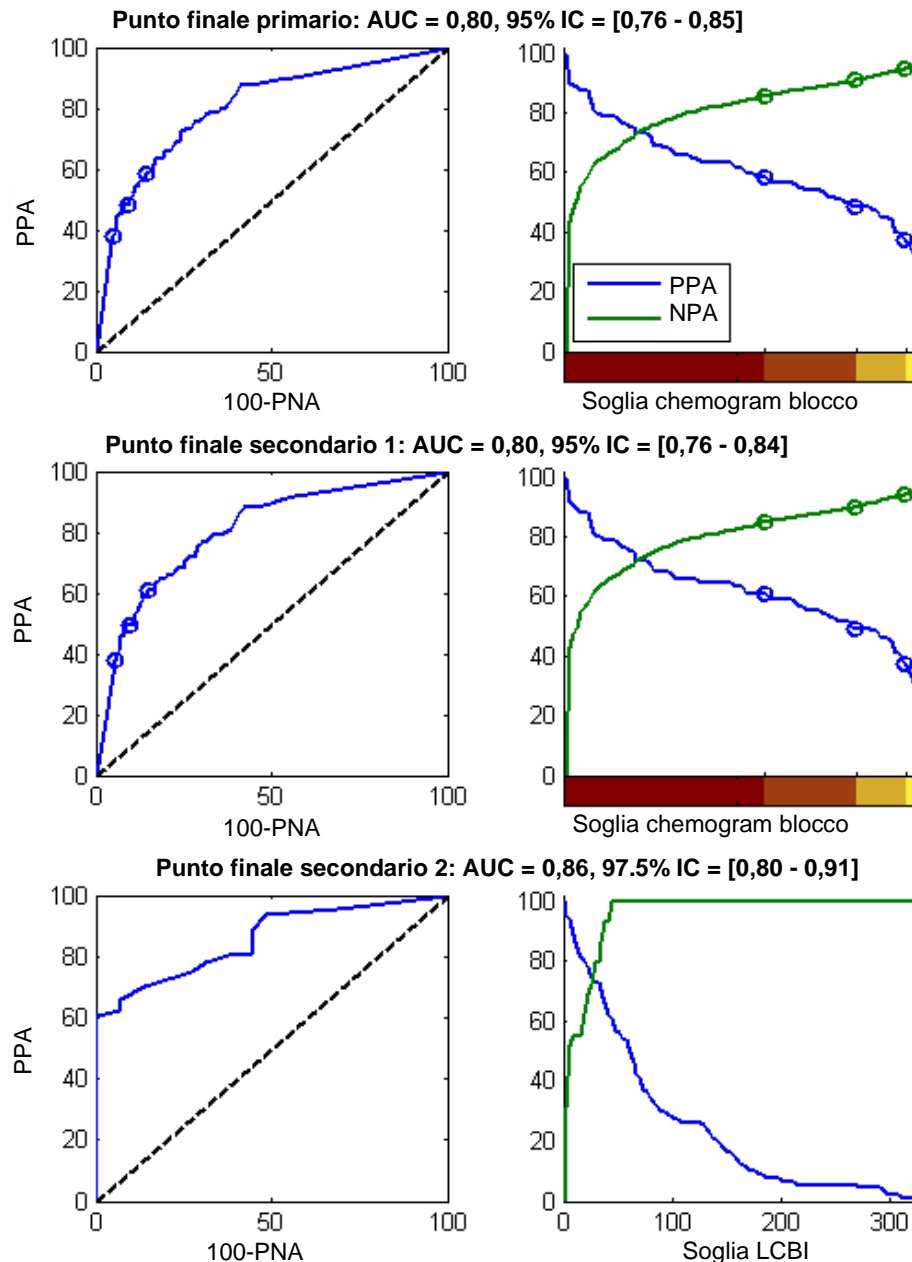 Punto finale primario: AUC = 0,80, 95% IC = [0,76 - 0,85]
100
80
60
40
20
0
PPA
0 50 100
100-PNA
100
80
60
40
20
0
PPA
NPA
Soglia chemogram blocco
Punto finale secondario 1: AUC = 0,80, 95% IC = [0,76 - 0,84]
100
80
60
40
20
0
PPA
0 50 100
100-PNA
100
80
60
40
20
0
Soglia chemogram blocco
Punto finale secondario 2: AUC = 0,86, 97.5% IC = [0,80 - 0,91]
100
80
60
40
20
0
PPA
0 50 100
100-PNA
100
80
60
40
20
0
0 100 200 300
Soglia LCBI